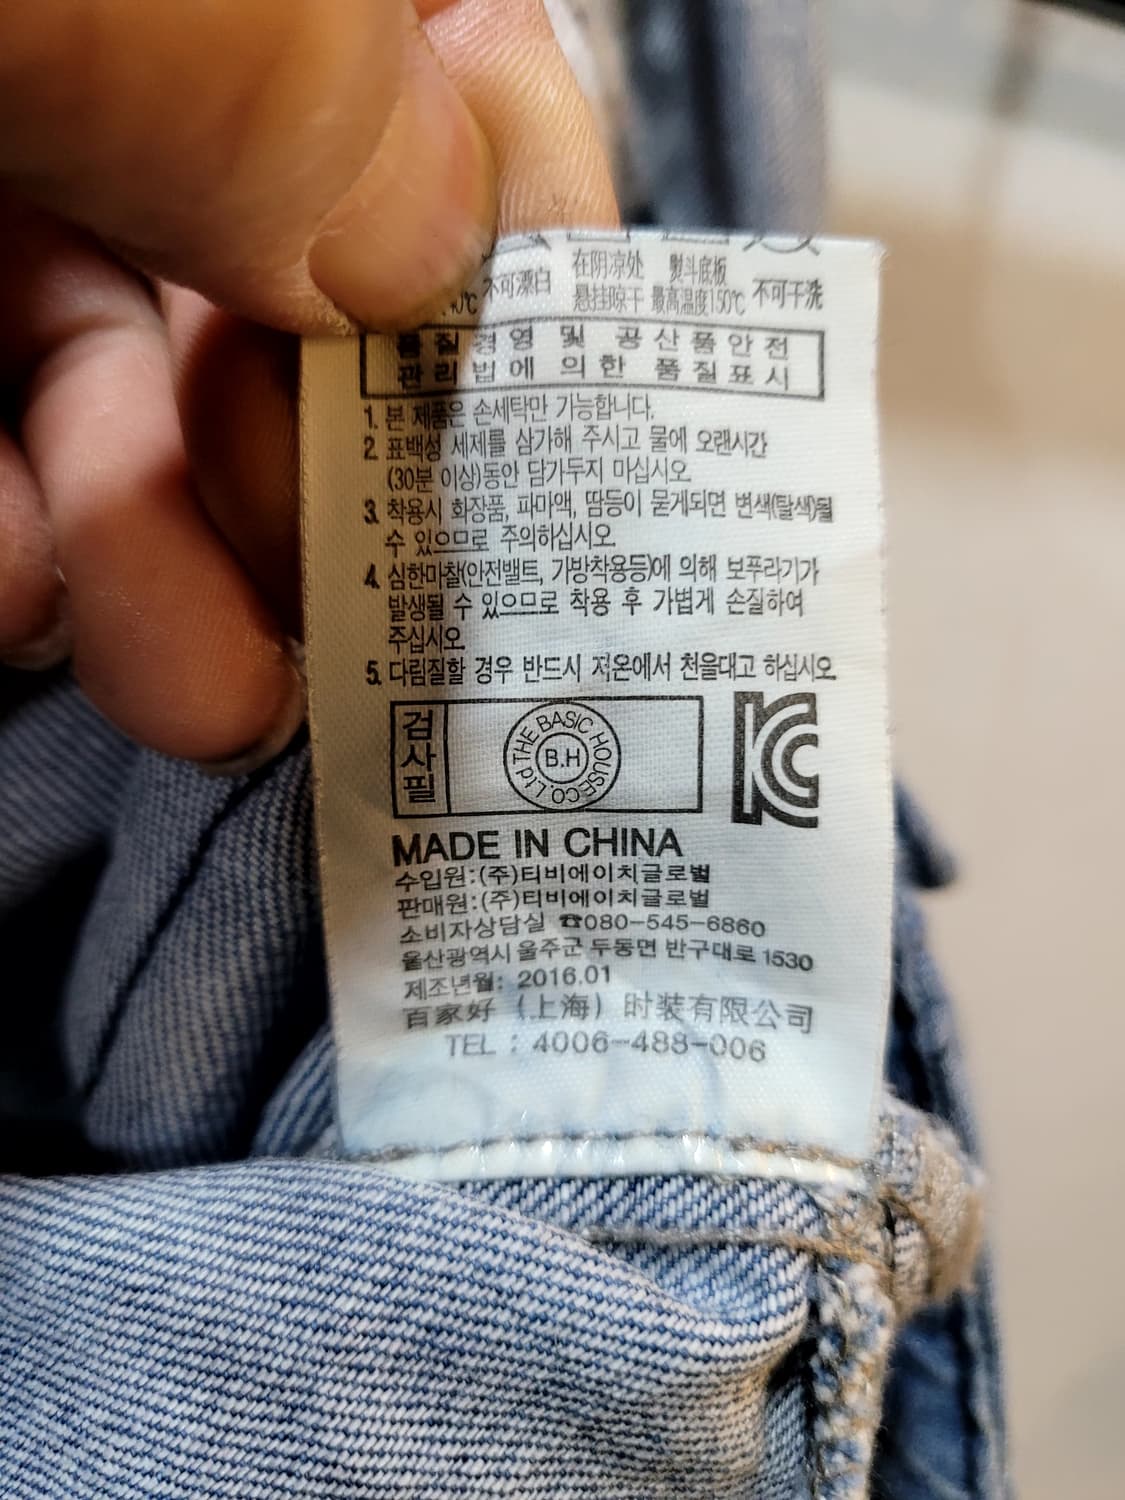 不可漂白 在阴凉处 熨斗底板 不可干洗
悬挂晾干 最高温度150℃
품질경영 및 공산품안전
관리법에 의한 품질표시
1. 본 제품은 손세탁만 가능합니다.
2. 표백성 세제를 삼가해 주시고 물에 오랜시간
(30분 이상)동안 담가두지 마십시오.
3. 착용시 화장품, 파마액, 땀등이 묻게되면 변색(탈색)될
수 있으므로 주의하십시오.
4. 심한마찰(안전밸트, 가방착용등)에 의해 보푸라기가
발생될 수 있으므로 착용 후 가볍게 손질하여
주십시오.
5. 다림질할 경우 반드시 저온에서 천을대고 하십시오.
검사필
THE BASIC HOUSE CO.,Ltd
B.H
KC
MADE IN CHINA
수입원:(주)티비에이치글로벌
판매원:(주)티비에이치글로벌
소비자상담실 ☎080-545-6860
울산광역시 울주군 두동면 반구대로 1530
제조년월: 2016.01
百家好（上海）时装有限公司
TEL : 4006-488-006